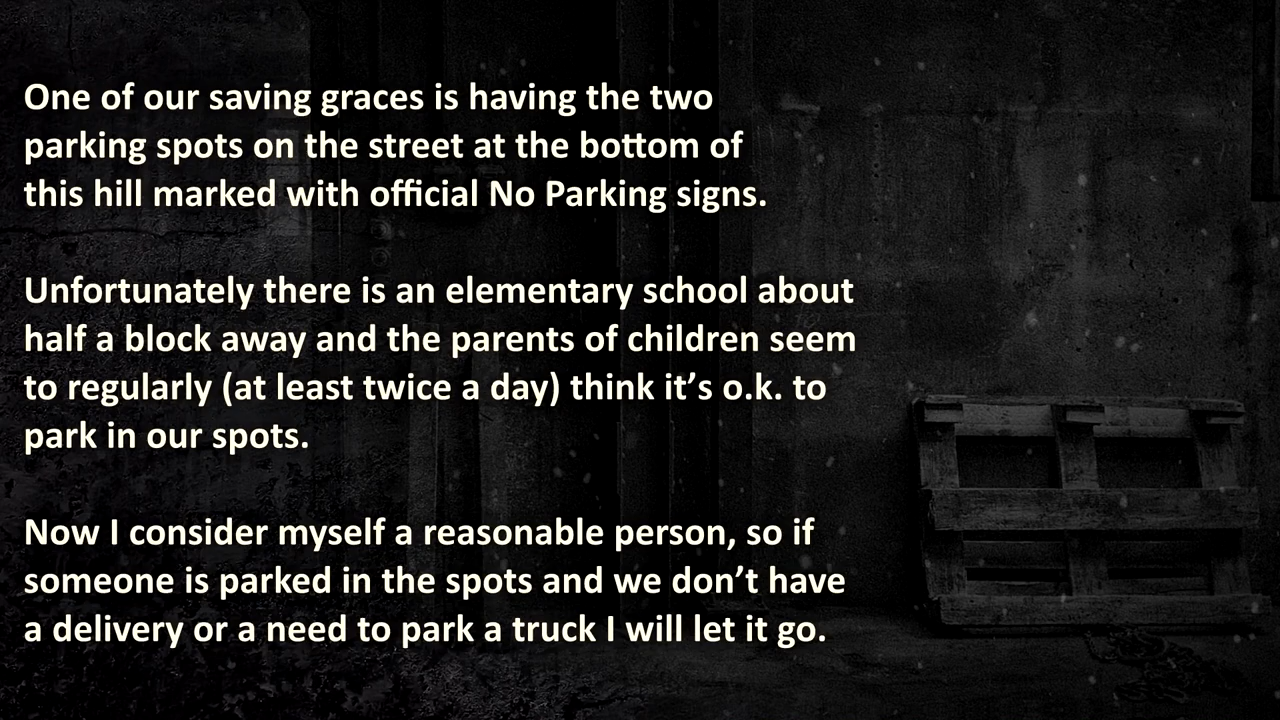 One of our saving graces is having the two
parking spots on the street at the bottom of
this hill marked with official No Parking signs.
Unfortunately there is an elementary school about
half a block away and the parents of children seem
to regularly (at least twice a day) think it’s o.k. to
park in our spots.
Now I consider myself a reasonable person, so if
someone is parked in the spots and we don’t have
a delivery or a need to park a truck I will let it go.